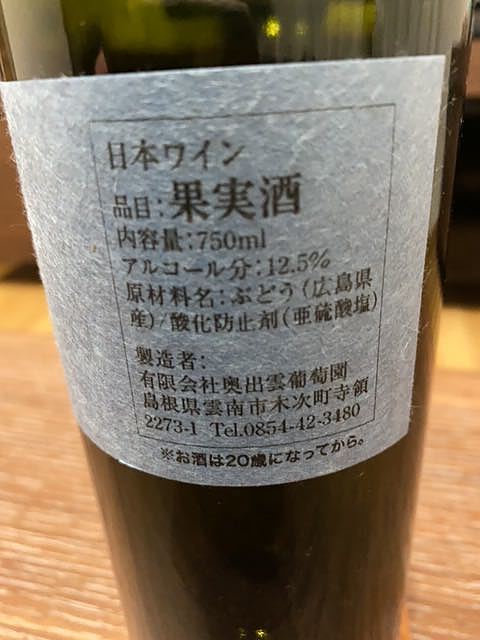 日本ワイン
品目:果実酒
内容量:750ml
アルコール分:12.5%
原材料名:ぶどう(広島県
産)/酸化防止剤(亜硫酸塩)
製造者:
有限会社奥出雲葡萄園
島根県雲南市木次町寺領
2273-1 Tel.0854-42-3480
※お酒は20歳になってから。